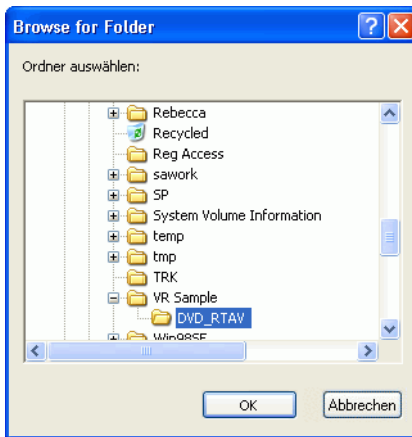 Browse for Folder
Ordner auswählen:
Rebecca
Recycled
Reg Access
sawork
SP
System Volume Information
temp
tmp
TRK
VR Sample
DVD_RTAV
Win98SE
OK
Abbrechen